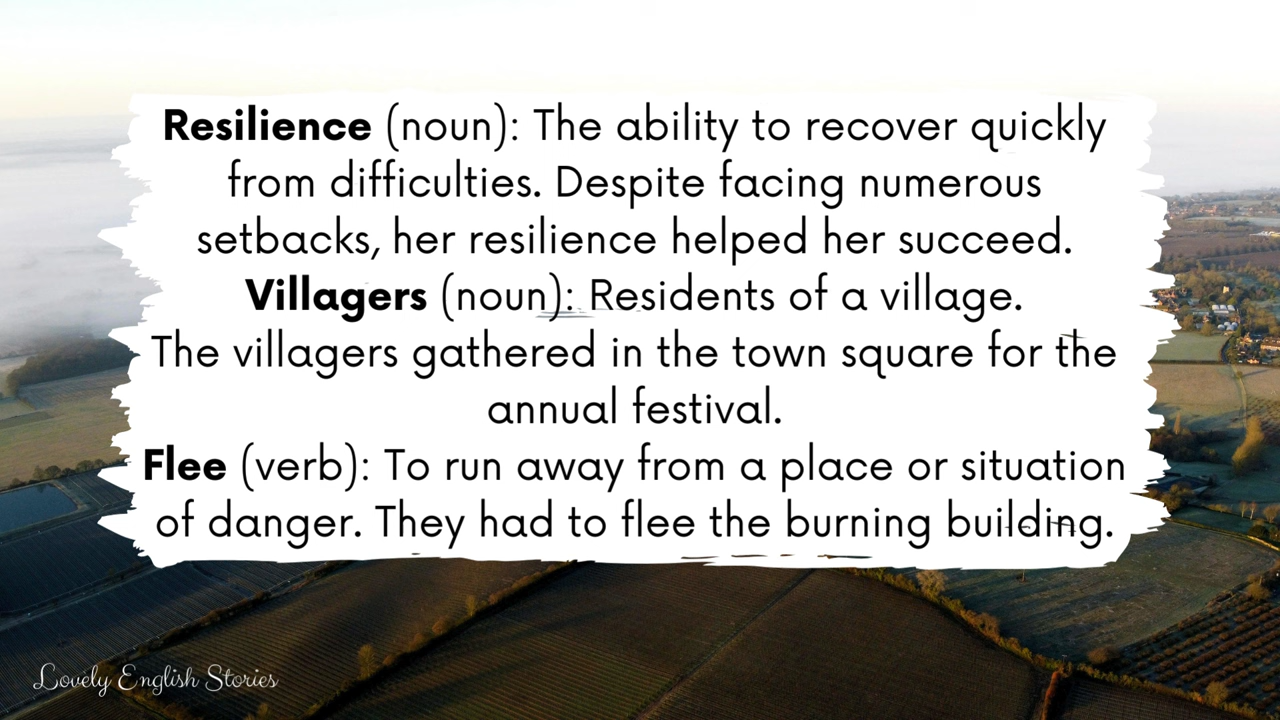 Resilience (noun): The ability to recover quickly
from difficulties. Despite facing numerous
setbacks, her resilience helped her succeed.
Villagers (noun): Residents of a village.
The villagers gathered in the town square for the
annual festival.
Flee (verb): To run away from a place or situation
of danger. They had to flee the burning building.
Lovely English Stories